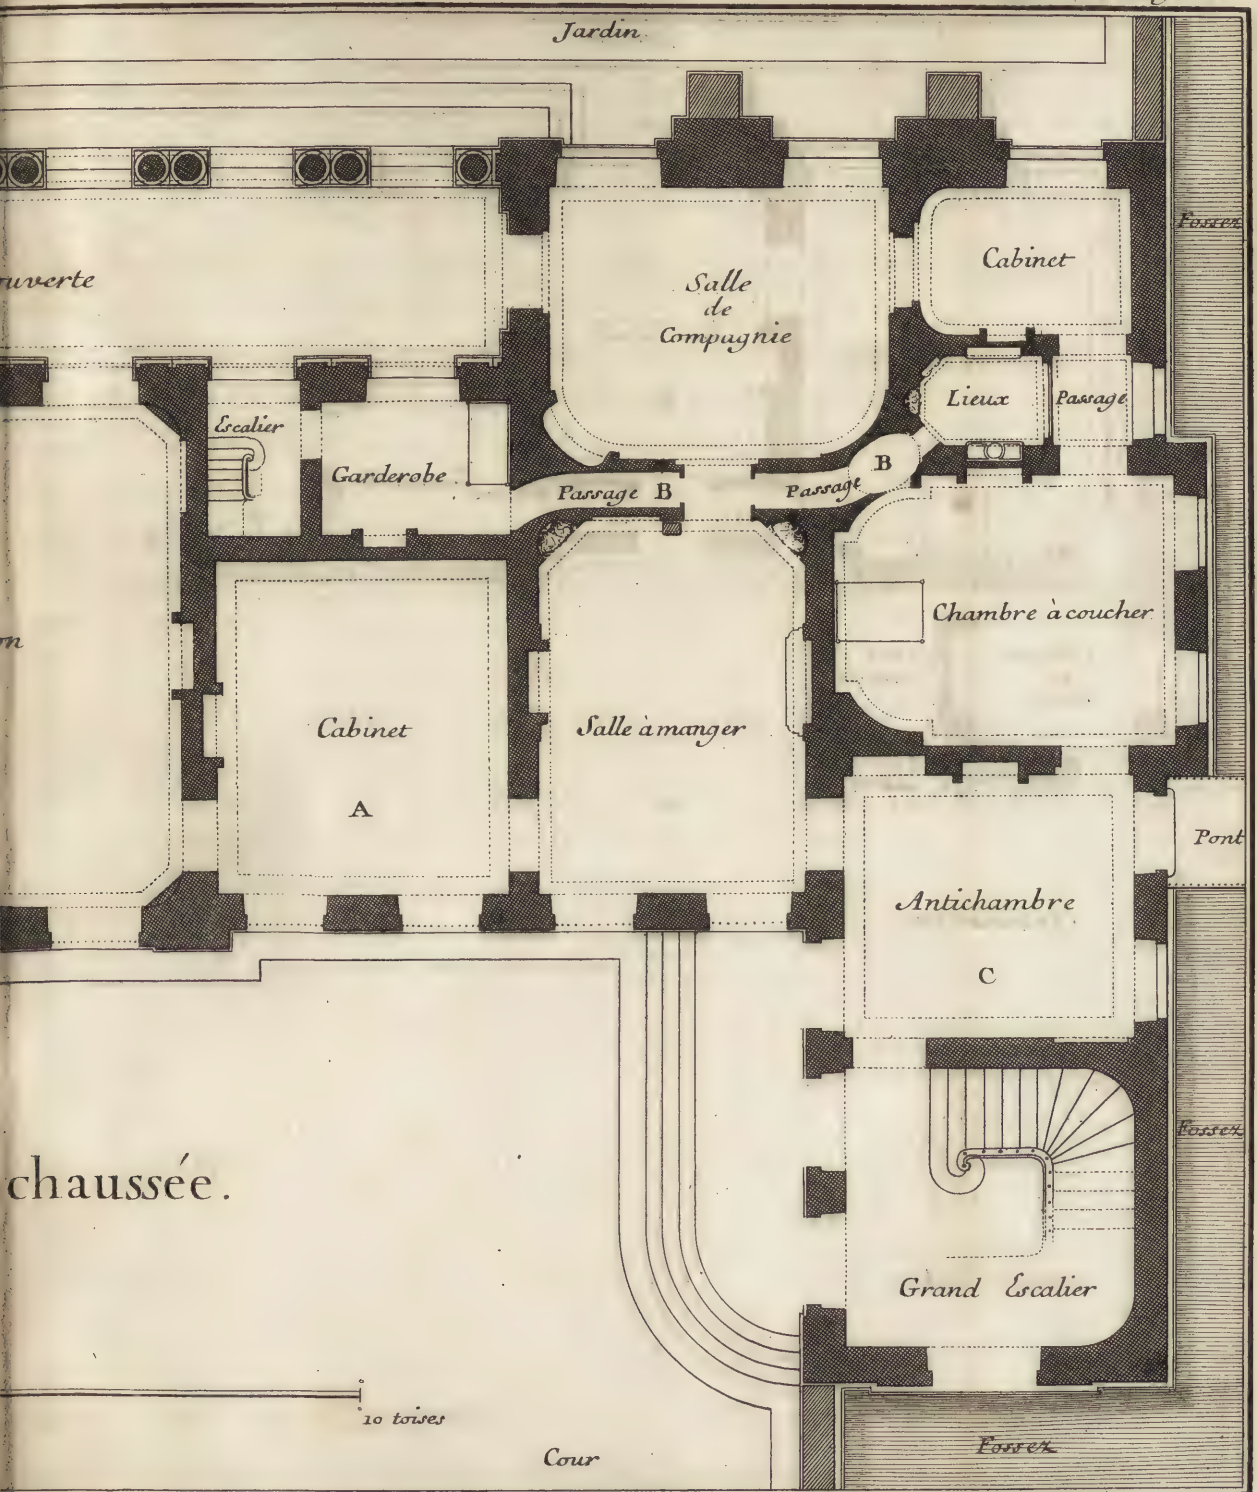 Jardin
Fossez
Cabinet
Salle
de
Compagnie
uverte
Lieux
Passage
Escalier
Garderobe
Passage B
Passage
B
Chambre à coucher
Cabinet
A
Salle à manger
Pont
Antichambre
C
Fossez
chaussée.
Grand Escalier
10 toises
Fossez
Cour